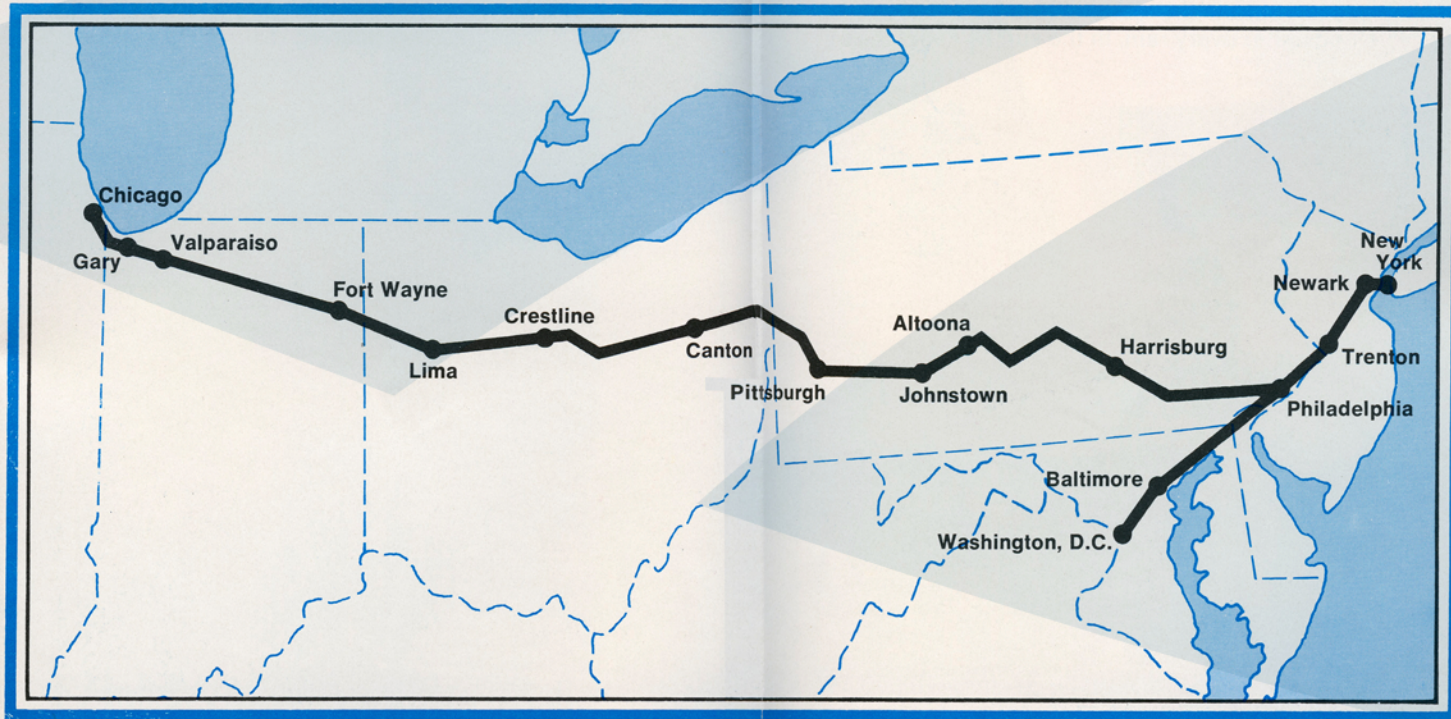 Chicago
Gary
Valparaiso
Fort Wayne
Lima
Crestline
Canton
Pittsburgh
Johnstown
Altoona
Harrisburg
Philadelphia
Trenton
Newark
New
York
Baltimore
Washington, D.C.